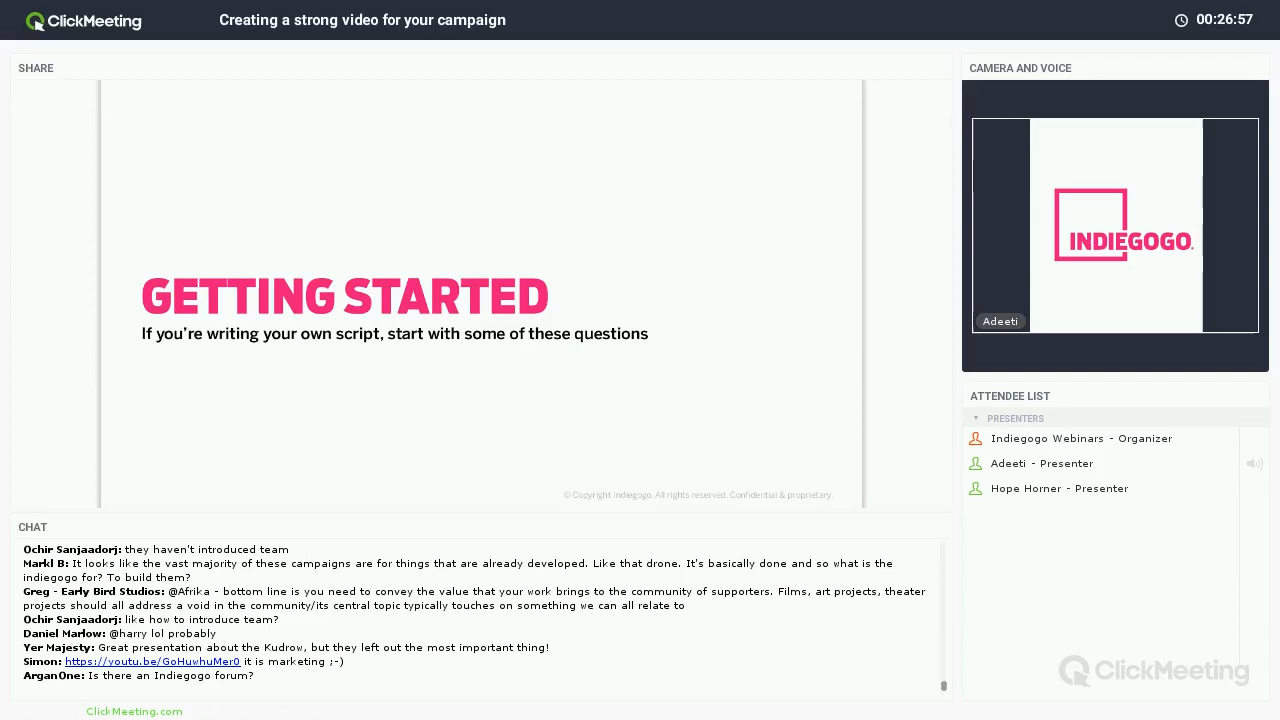 ClickMeeting
Creating a strong video for your campaign
00:26:57
SHARE
GETTING STARTED
If you're writing your own script, start with some of these questions
© Copyright Indiegogo. All rights reserved. Confidential & proprietary.
CAMERA AND VOICE
INDIEGOGO.
Adeeti
ATTENDEE LIST
PRESENTERS
Indiegogo Webinars - Organizer
Adeeti - Presenter
Hope Horner - Presenter
CHAT
Ochir Sanjaadorj: they haven't introduced team
Markl B: It looks like the vast majority of these campaigns are for things that are already developed. Like that drone. It's basically done and so what is the
indiegogo for? To build them?
Greg - Early Bird Studios: @Afrika - bottom line is you need to convey the value that your work brings to the community of supporters. Films, art projects, theater
projects should all address a void in the community/its central topic typically touches on something we can all relate to
Ochir Sanjaadorj: like how to introduce team?
Daniel Marlow: @harry lol probably
Yer Majesty: Great presentation about the Kudrow, but they left out the most important thing!
Simon: https://youtu.be/GoHuwhuMer0 it is marketing ;-)
ArganOne: Is there an Indiegogo forum?
ClickMeeting
ClickMeeting.com